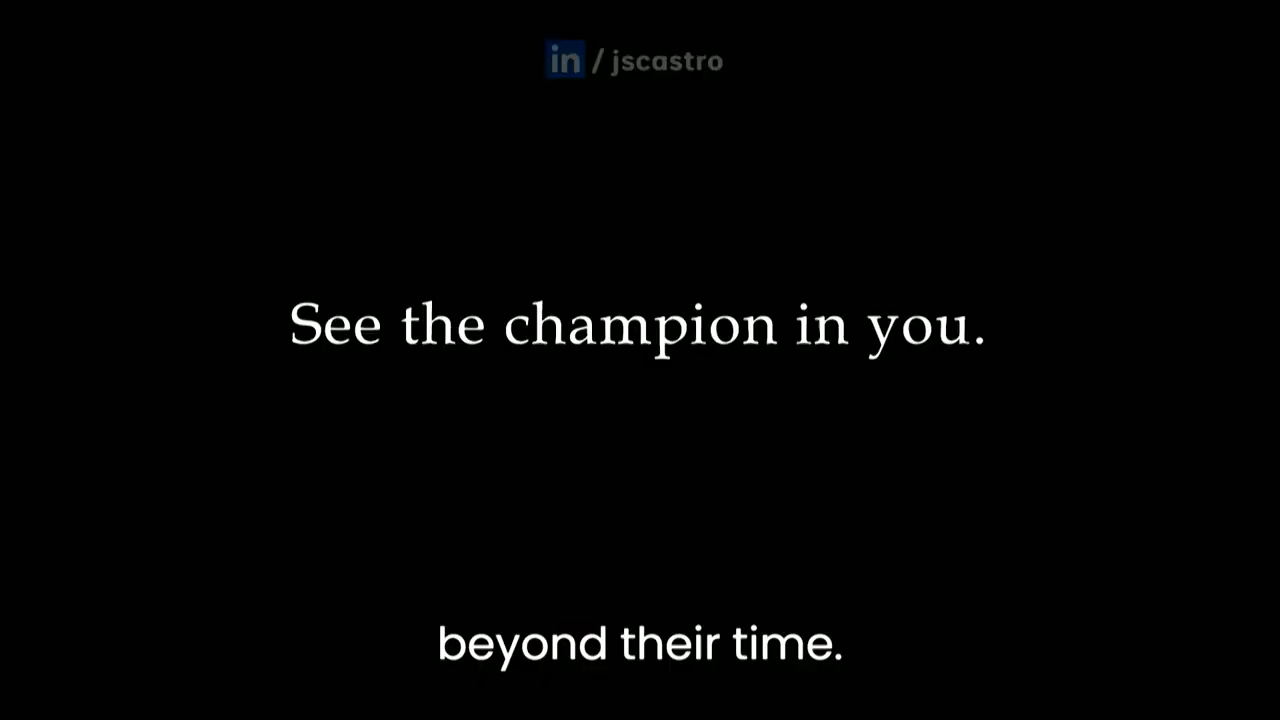 in / jscastro
See the champion in you.
beyond their time.